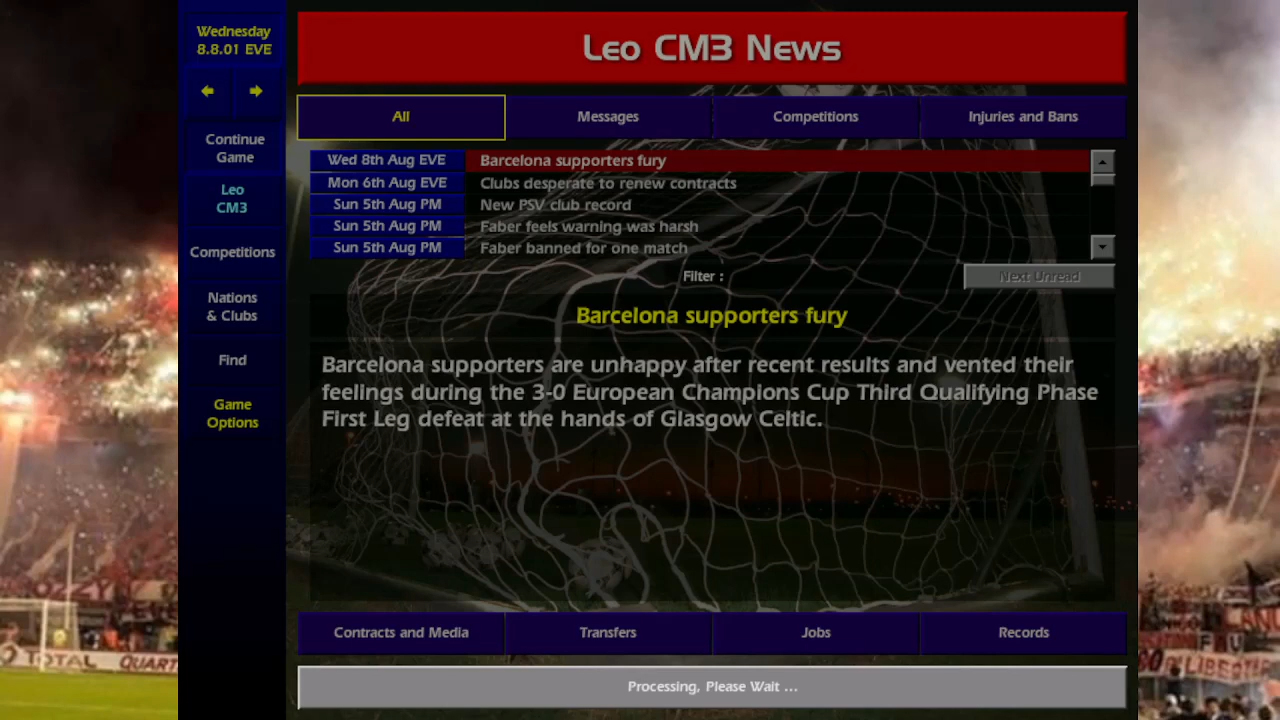 Wednesday
8.8.01 EVE
Continue
Game
Leo
CM3
Competitions
Nations
& Clubs
Find
Game
Options
Leo CM3 News
All
Messages
Competitions
Injuries and Bans
Wed 8th Aug EVE Barcelona supporters fury
Mon 6th Aug EVE Clubs desperate to renew contracts
Sun 5th Aug PM New PSV club record
Sun 5th Aug PM Faber feels warning was harsh
Sun 5th Aug PM Faber banned for one match
Filter :
Next Unread
Barcelona supporters fury
Barcelona supporters are unhappy after recent results and vented their
feelings during the 3-0 European Champions Cup Third Qualifying Phase
First Leg defeat at the hands of Glasgow Celtic.
Contracts and Media
Transfers
Jobs
Records
Processing, Please Wait ...
TOTAL QUART